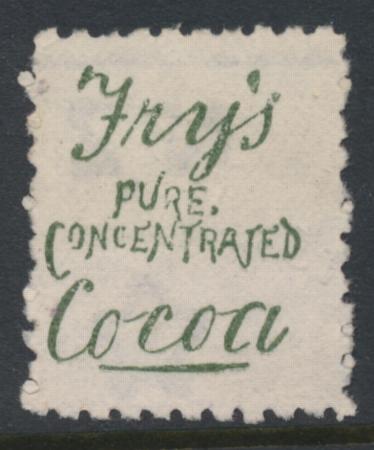 Fry's
PURE.
CONCENTRATED
Cocoa